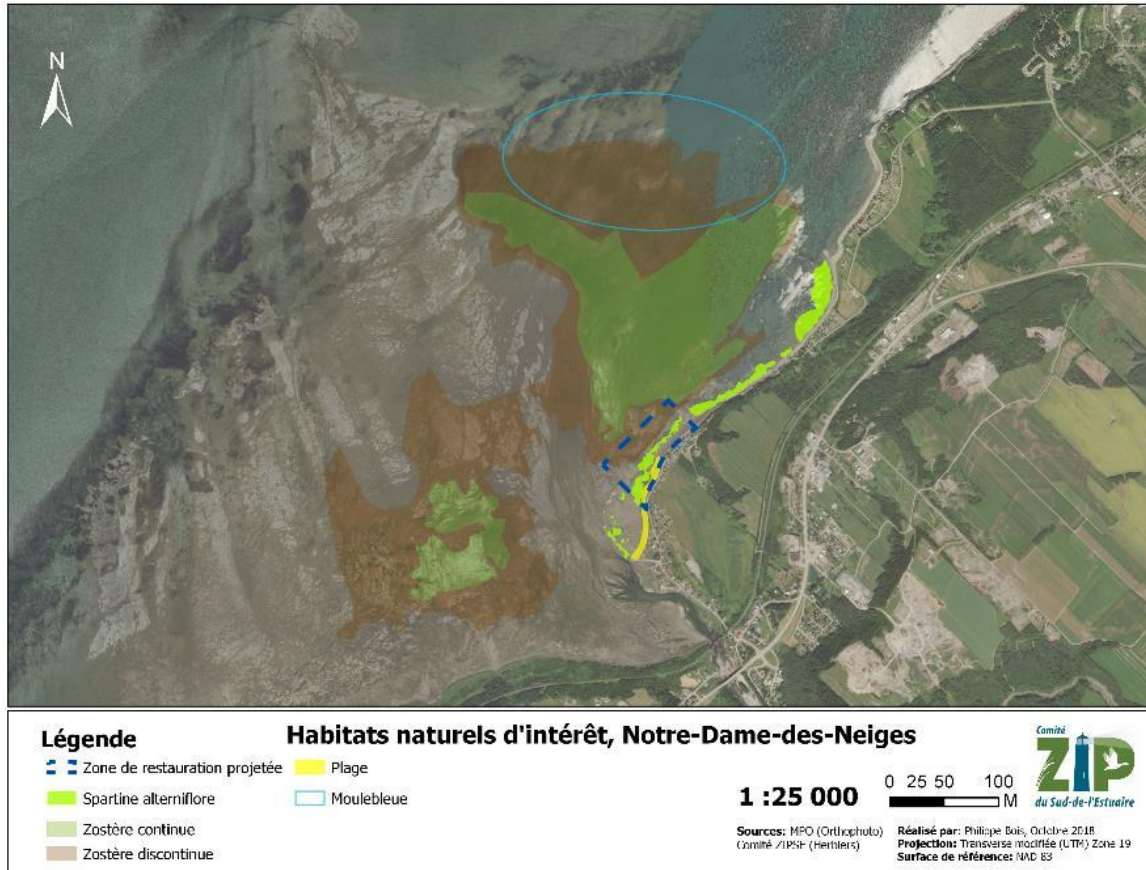 N
Légende
Zone de restauration projetée
Spartine alterniflore
Zostère continue
Zostère discontinue
Habitats naturels d'intérêt, Notre-Dame-des-Neiges
Plage
Moulebleue
1 :25 000
0 25 50 100
M
Sources: MPO (Orthophoto)
Comité ZIPSE (Herbiers)
Réalisé par: Philippe Bois, Octobre 2018
Projection: Transverse modifiée (UTM) Zone 19
Surface de référence: NAD 83
Comité
ZIP
du Sud-de-l'Estuaire